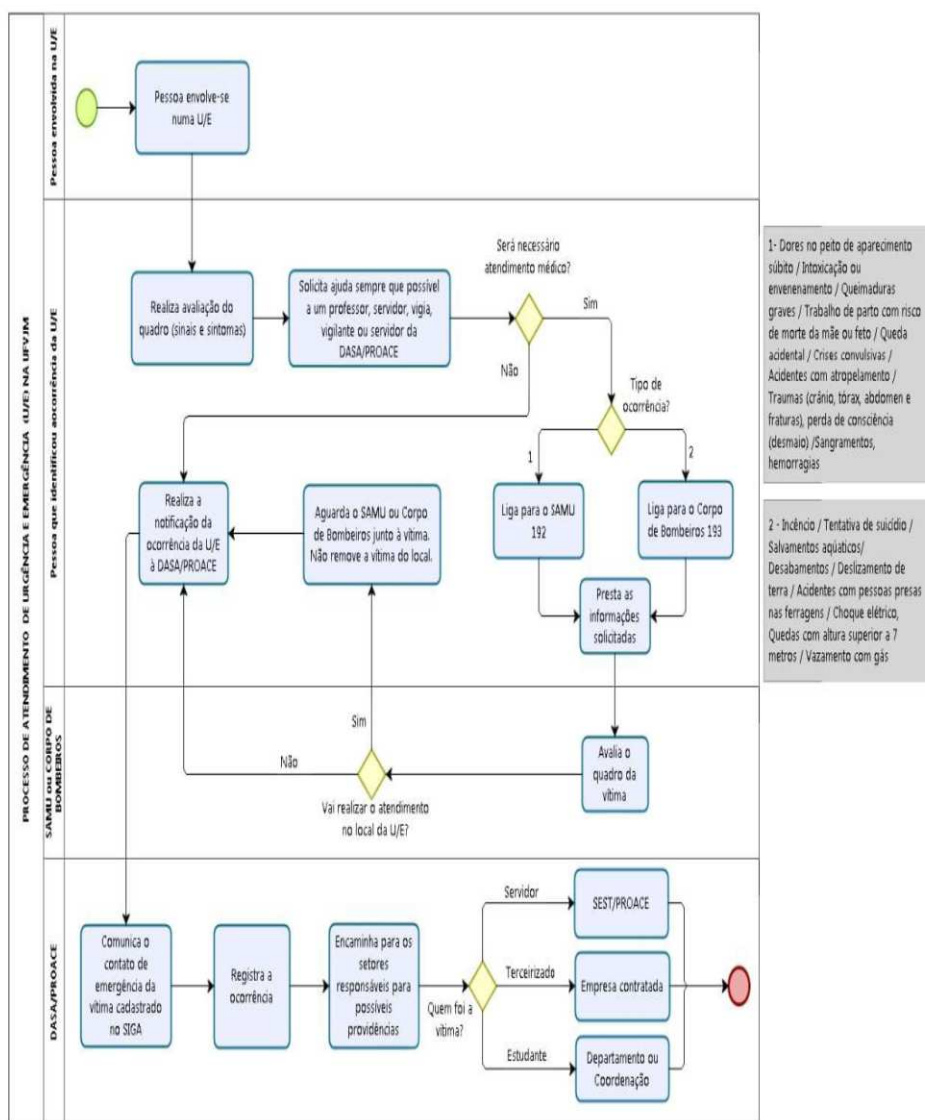 PROCESSO DE ATENDIMENTO DE URGÊNCIA E EMERGÊNCIA (U/E) NA UFVJM
Pessoa envolvida na U/E
Pessoa envolve-se
numa U/E
Pessoa que identificou aocorrência da U/E
Realiza avaliação do
quadro (sinais e sintomas)
Solicita ajuda sempre que possível
a um professor, servidor, vigia,
vigilante ou servidor da
DASA/PROACE
Será necessário
atendimento médico?
Sim
Não
Tipo de
ocorrência?
1
2
Realiza a
notificação da
ocorrência da U/E
à DASA/PROACE
Aguarda o SAMU ou Corpo
de Bombeiros junto à vítima.
Não remove a vítima do local.
Liga para o SAMU
192
Liga para o Corpo
de Bombeiros 193
Presta as
informações
solicitadas
SAMU ou CORPO DE
BOMBEIROS
Sim
Não
Vai realizar o atendimento
no local da U/E?
Avalia o
quadro da
vítima
DASA/PROACE
Comunica o
contato de
emergência da
vítima cadastrado
no SIGA
Registra a
ocorrência
Encaminha para os
setores
responsáveis para
possíveis
providências
Quem foi a
vítima?
Servidor
SEST/PROACE
Terceirizado
Empresa contratada
Estudante
Departamento ou
Coordenação
1- Dores no peito de aparecimento
súbito / Intoxicação ou
envenenamento / Queimaduras
graves / Trabalho de parto com risco
de morte da mãe ou feto / Queda
acidental / Crises convulsivas /
Acidentes com atropelamento /
Traumas (crânio, tórax, abdomen e
fraturas), perda de consciência
(desmaio) /Sangramentos,
hemorragias
2 - Incêncio / Tentativa de suicídio /
Salvamentos aqüáticos/
Desabamentos / Deslizamento de
terra / Acidentes com pessoas presas
nas ferragens / Choque elétrico,
Quedas com altura superior a 7
metros / Vazamento com gás